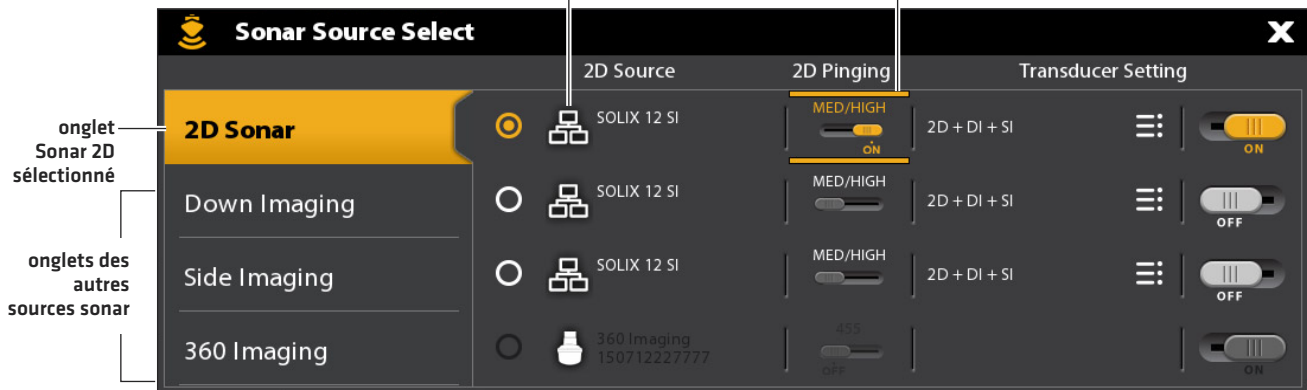 Sonar Source Select
X
2D Source
2D Pinging
Transducer Setting
onglet
Sonar 2D
sélectionné
2D Sonar
SOLIX 12 SI
MED/HIGH
ON
2D + DI + SI
ON
Down Imaging
SOLIX 12 SI
MED/HIGH
2D + DI + SI
OFF
onglets des
autres
sources sonar
Side Imaging
SOLIX 12 SI
MED/HIGH
2D + DI + SI
OFF
360 Imaging
360 Imaging
150712227777
455
OFF
ON